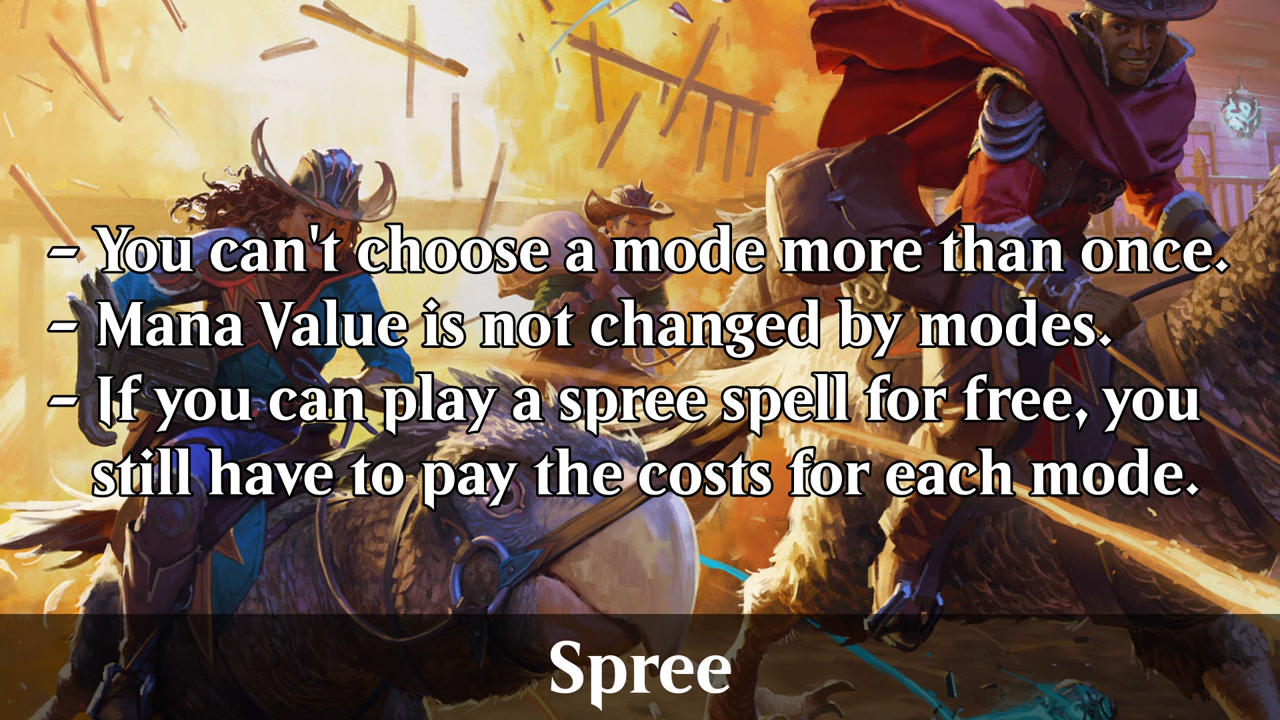 - You can't choose a mode more than once.
- Mana Value is not changed by modes.
- If you can play a spree spell for free, you
still have to pay the costs for each mode.
Spree